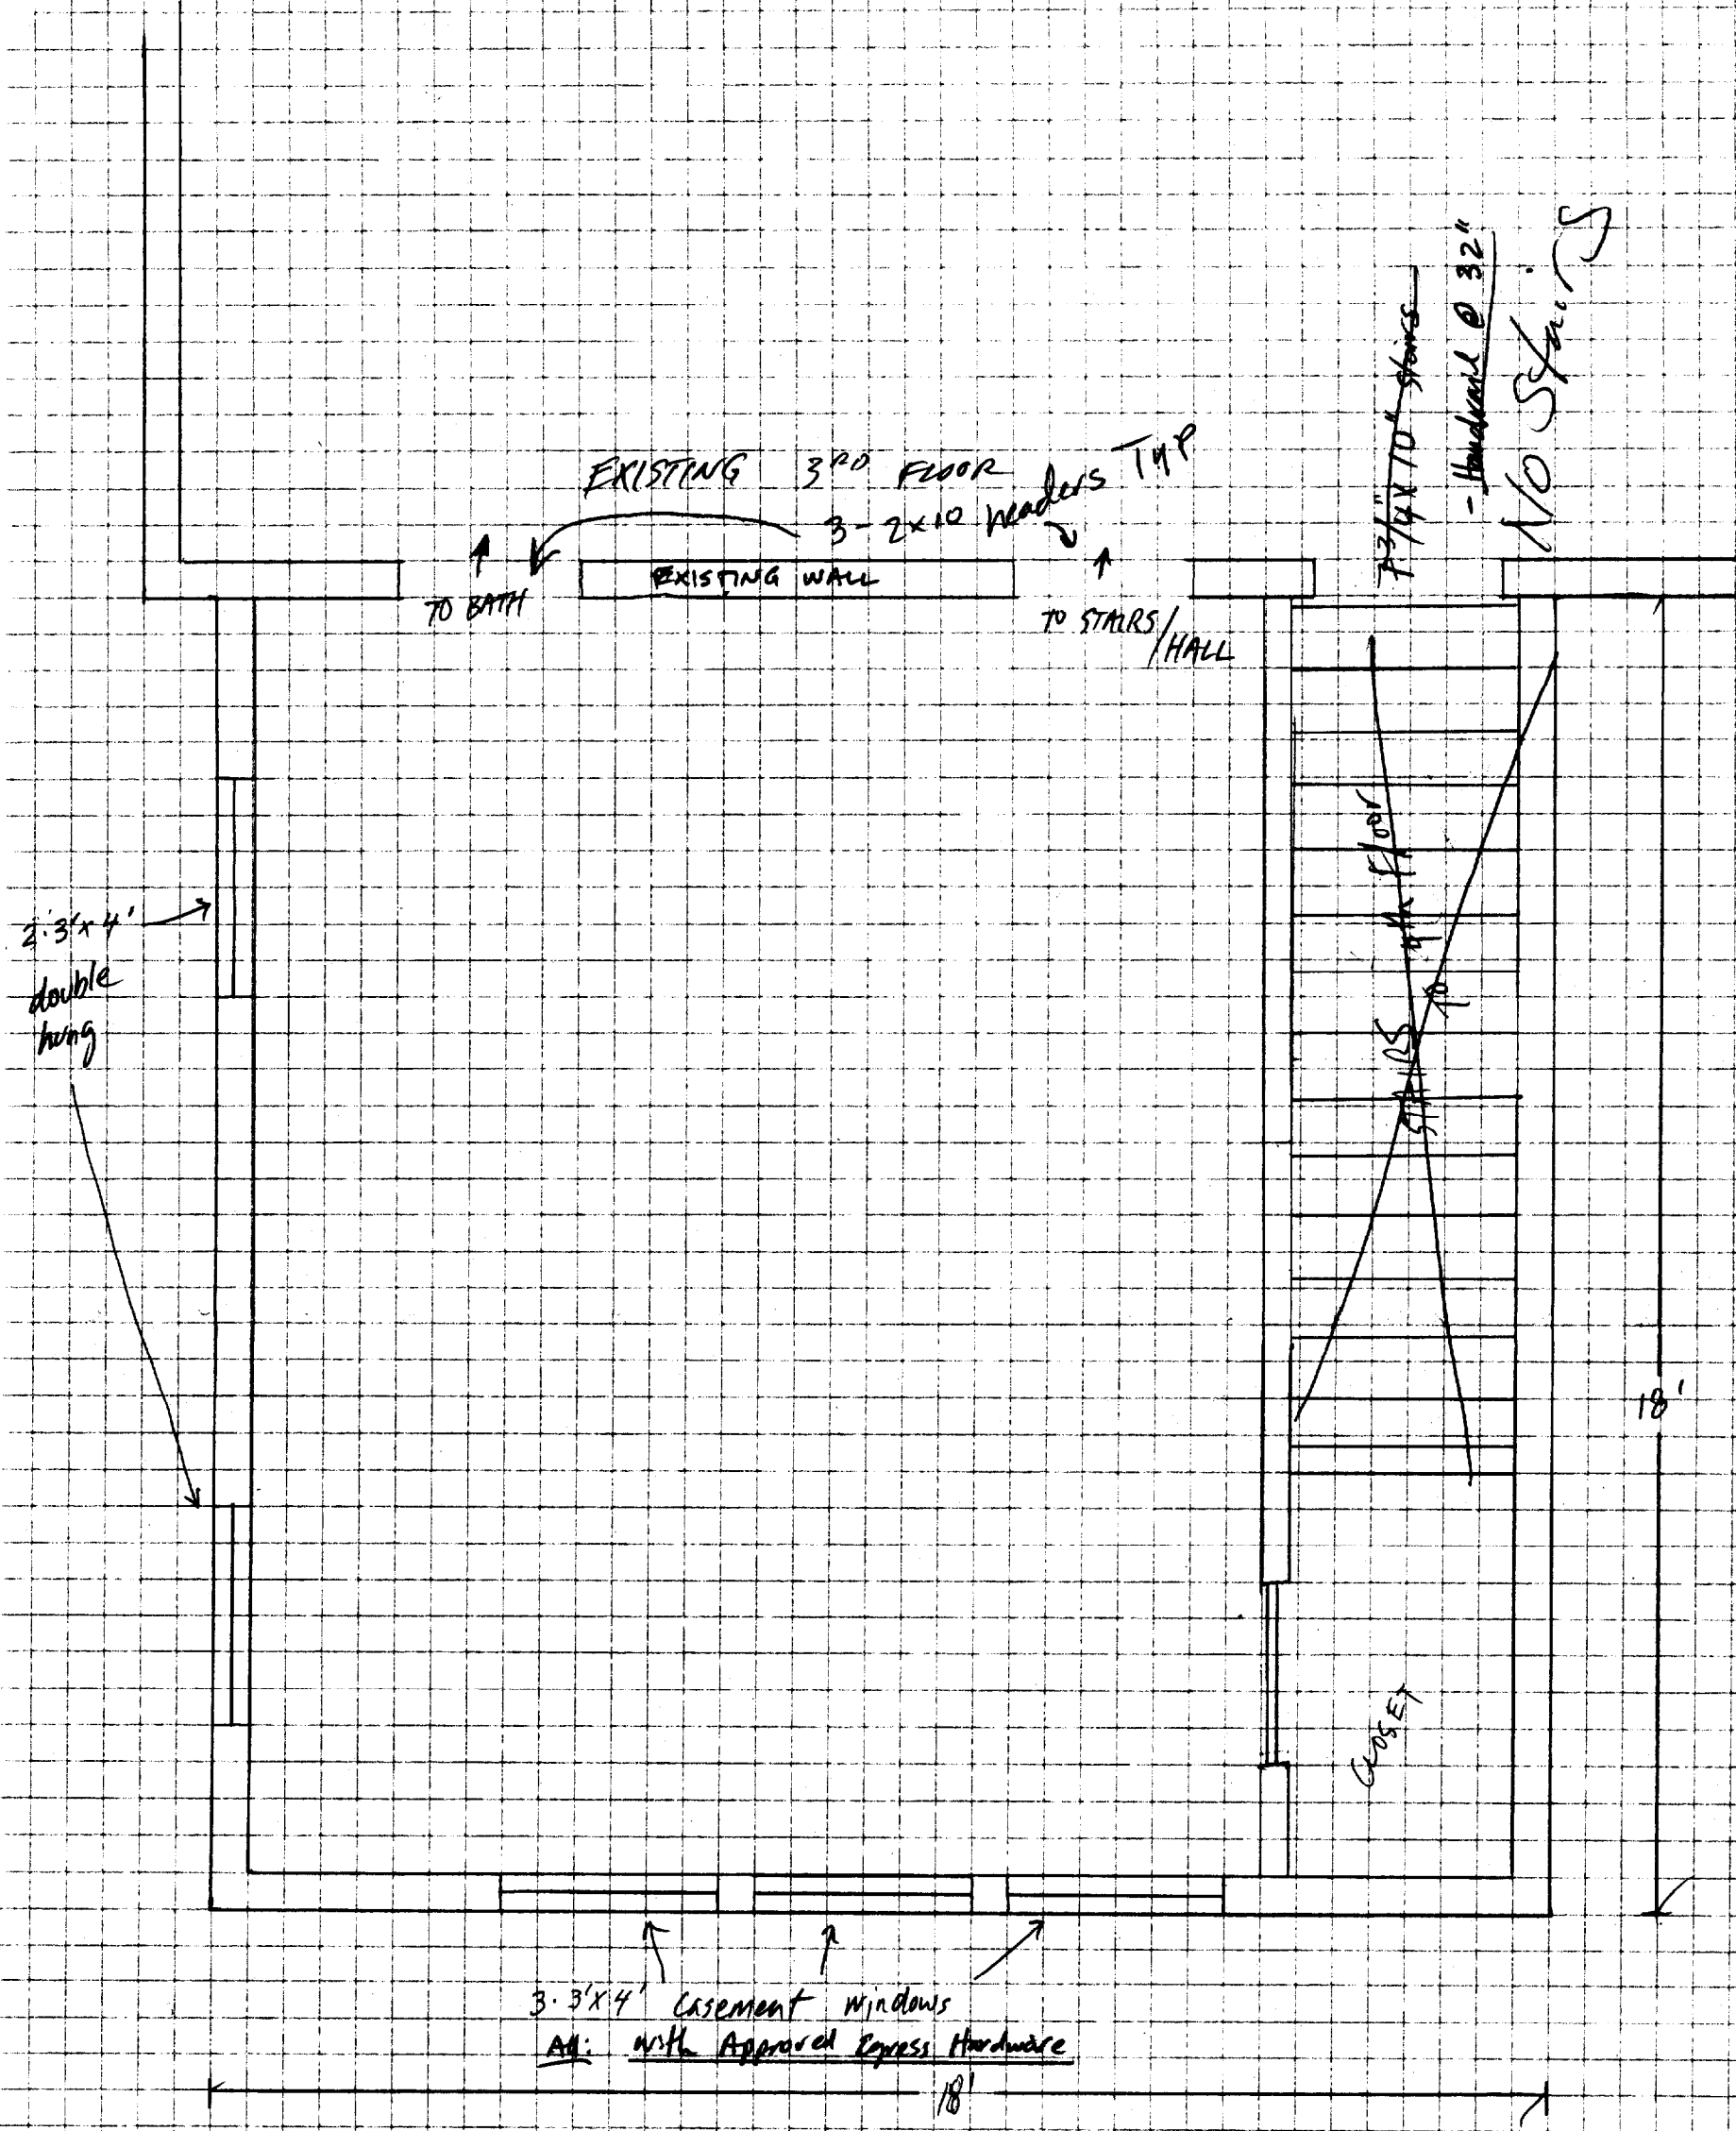 7 3/4" x 10" stairs
- Handrail @ 32"
No Stairs
EXISTING 3RD FLOOR
3-2x10 headers TYP
EXISTING WALL
TO BATH
TO STAIRS/
HALL
2·3'x4'
double
hung
STAIRS TO 4th Floor
18'
CLOSET
3·3'x4' casement windows
All: with Approved Egress Hardware
18'